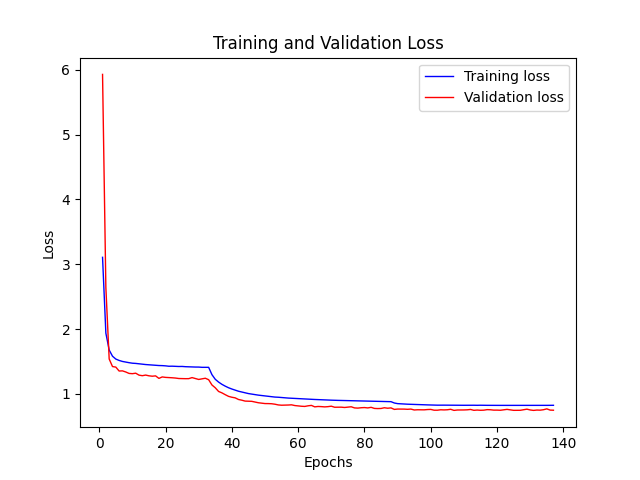 Training and Validation Loss
Training loss
Validation loss
6
5
4
3
2
1
Loss
0 20 40 60 80 100 120 140
Epochs